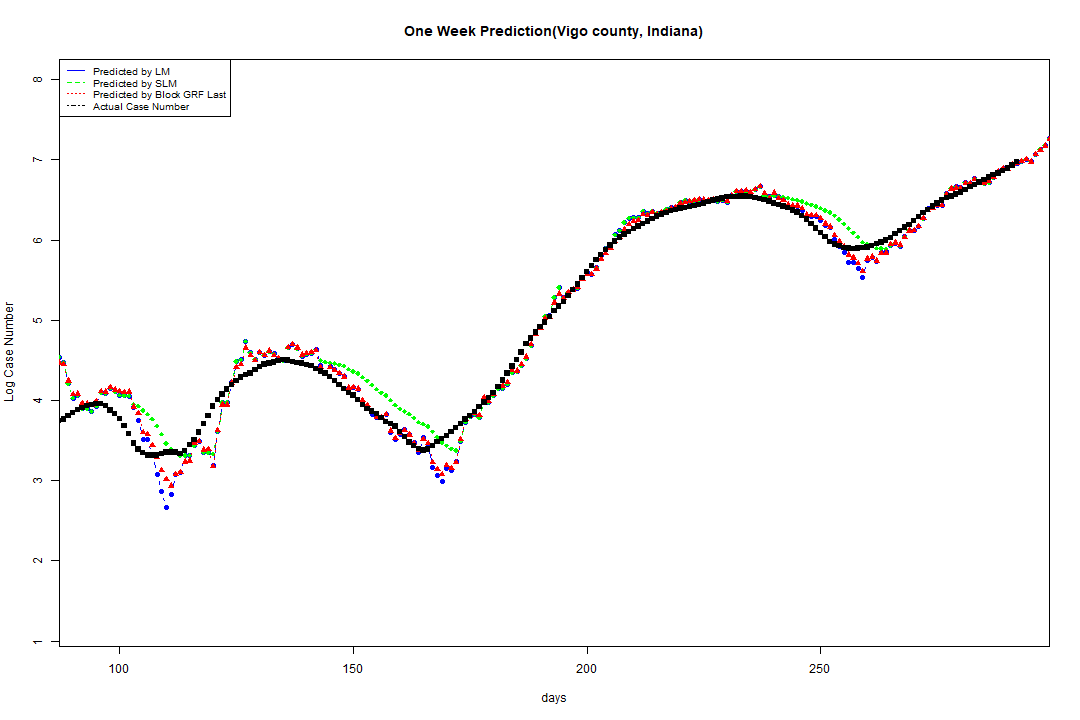 One Week Prediction(Vigo county, Indiana)
Predicted by LM
Predicted by SLM
Predicted by Block GRF Last
Actual Case Number
8
7
6
5
4
3
2
1
Log Case Number
100 150 200 250
days